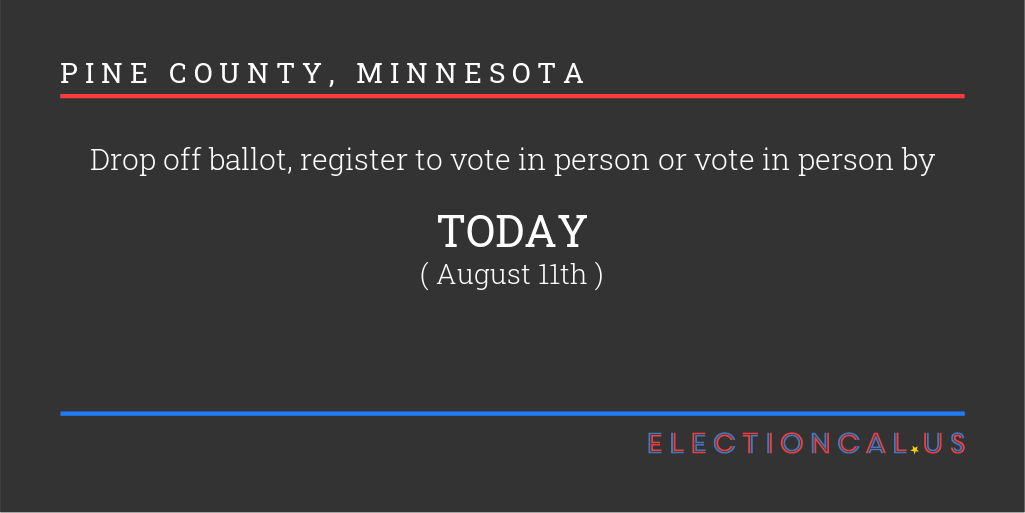 PINE COUNTY, MINNESOTA
Drop off ballot, register to vote in person or vote in person by
TODAY
( August 11th )
ELECTIONCAL.US